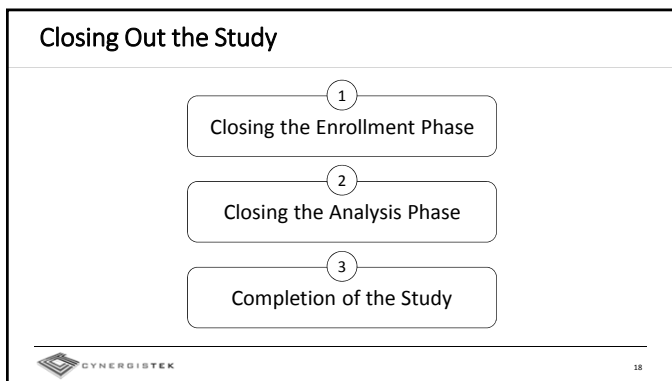 Closing Out the Study
1
Closing the Enrollment Phase
2
Closing the Analysis Phase
3
Completion of the Study
CYNERGISTEK
18